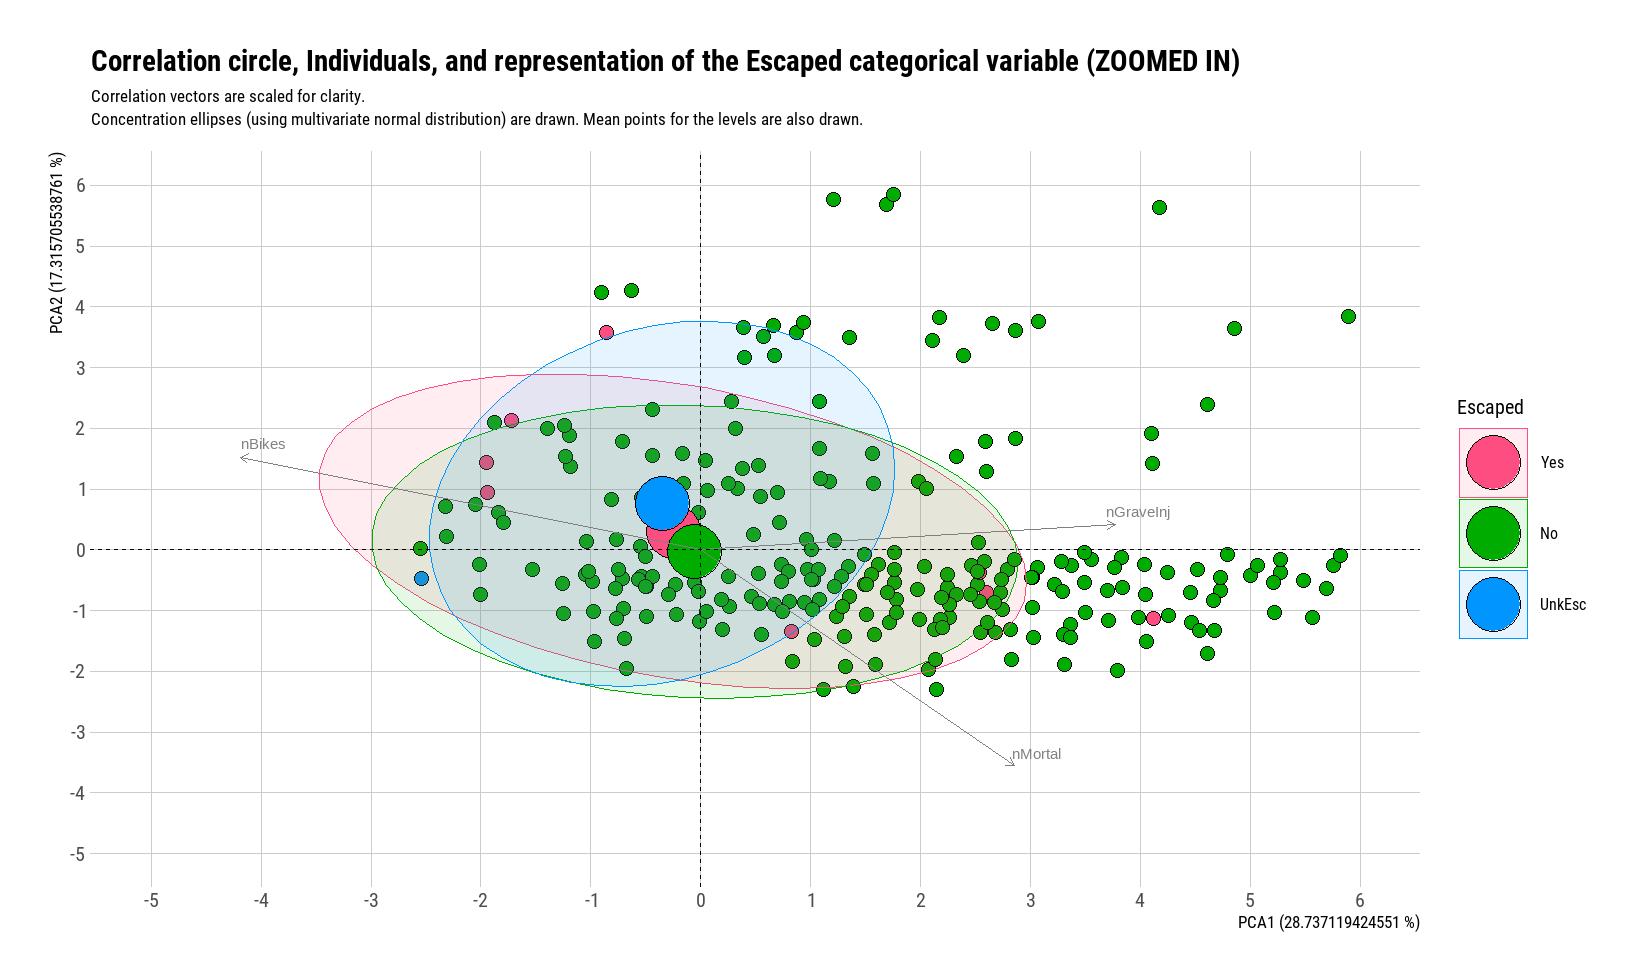 Correlation circle, Individuals, and representation of the Escaped categorical variable (ZOOMED IN)
Correlation vectors are scaled for clarity.
Concentration ellipses (using multivariate normal distribution) are drawn. Mean points for the levels are also drawn.
PCA2 (17.3157055538761 %)
6
5
4
3
2
1
0
-1
-2
-3
-4
-5
nBikes
nGraveInj
nMortal
Escaped
Yes
No
UnkEsc
-5 -4 -3 -2 -1 0 1 2 3 4 5 6
PCA1 (28.737119424551 %)